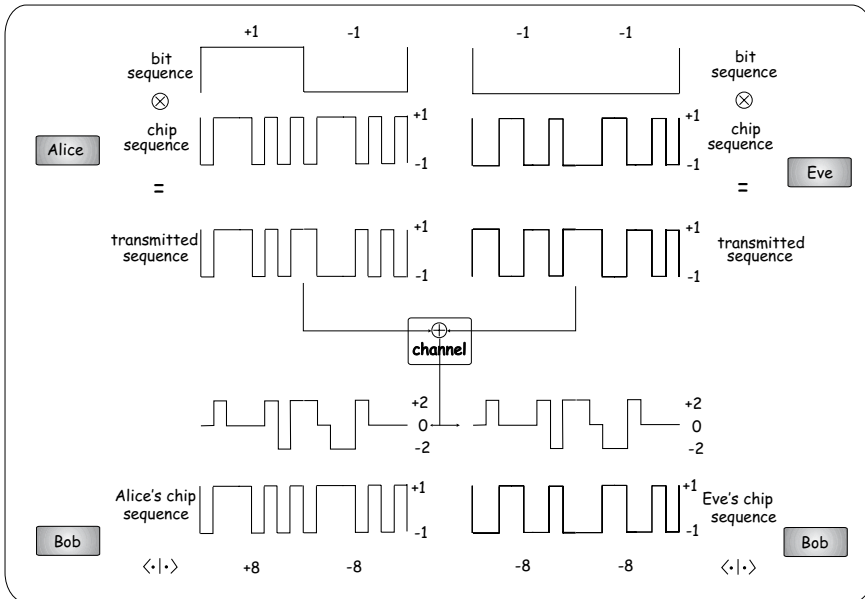 +1 -1 -1 -1
bit
sequence
bit
sequence
⊗
⊗
+1
+1
Alice
chip
sequence
chip
sequence
Eve
-1
-1
=
=
+1
+1
transmitted
sequence
transmitted
sequence
-1
-1
⊕
channel
+2
+2
0
0
-2
-2
Alice's chip
sequence
+1
+1
Eve's chip
sequence
-1
-1
Bob
Bob
⟨·|·⟩ +8 -8 -8 -8 ⟨·|·⟩